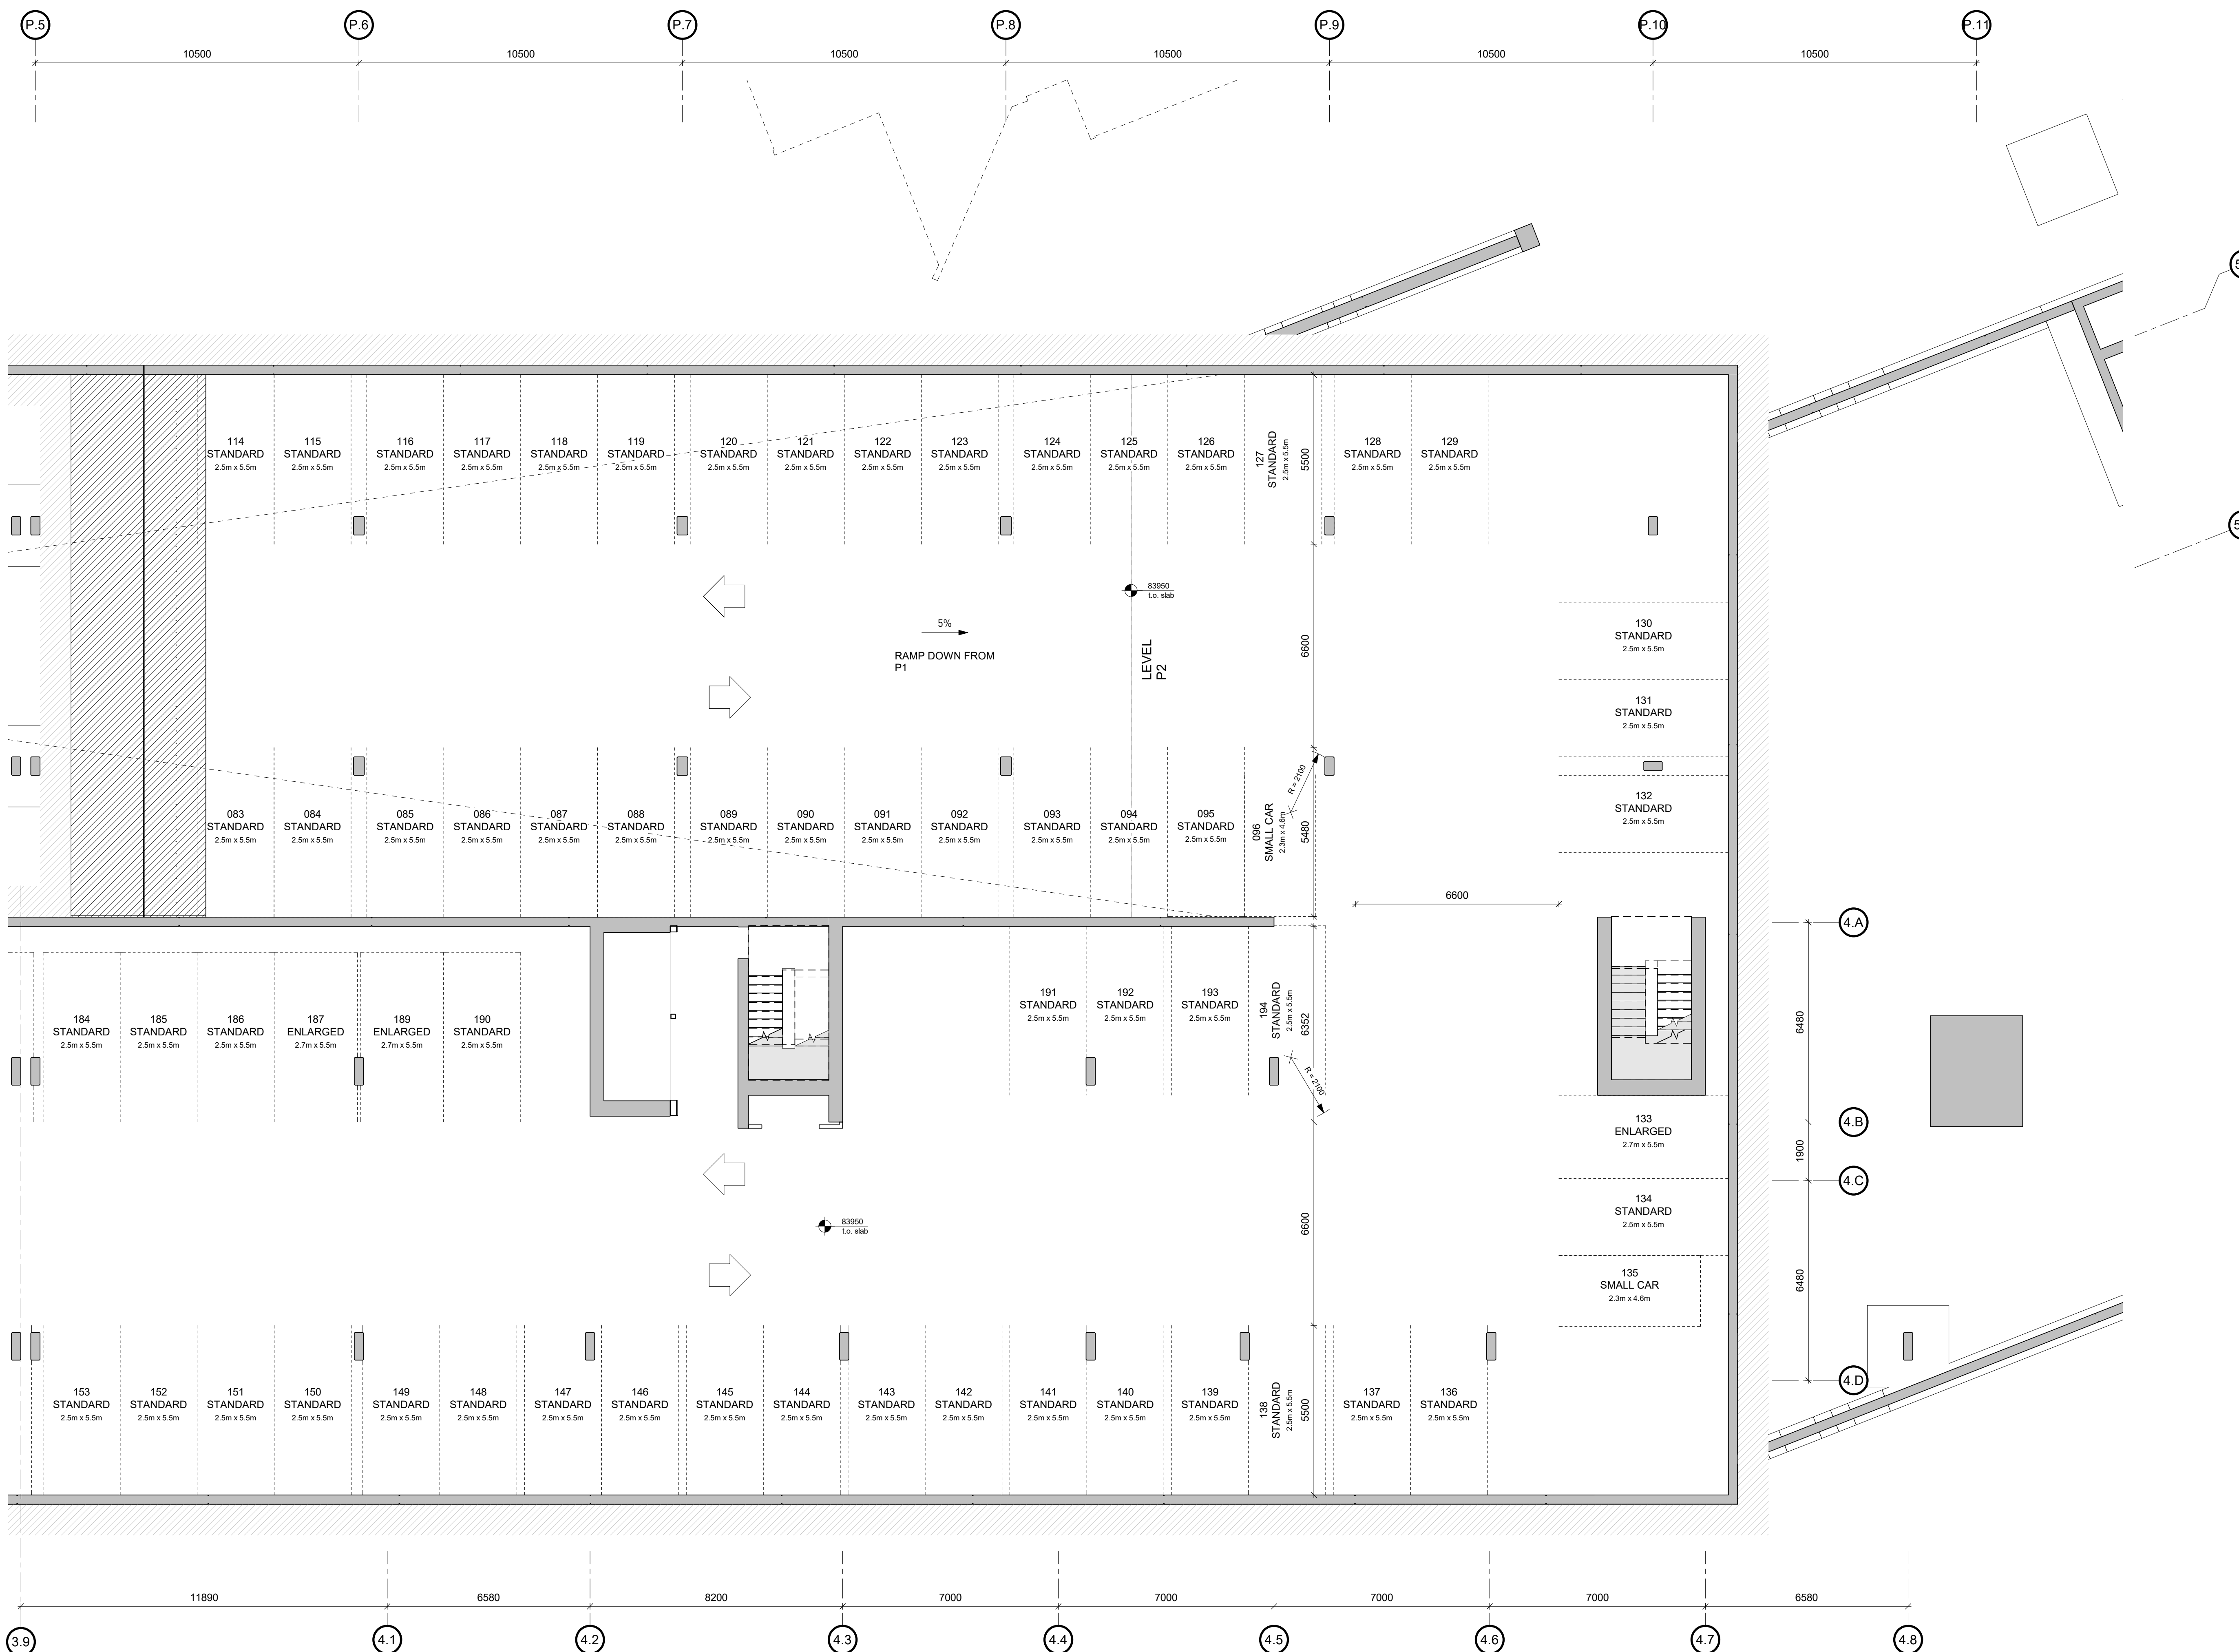 P.5
P.6
P.7
P.8
P.9
P.10
P.11
10500
10500
10500
10500
10500
10500
114
STANDARD
2.5m x 5.5m
115
STANDARD
2.5m x 5.5m
116
STANDARD
2.5m x 5.5m
117
STANDARD
2.5m x 5.5m
118
STANDARD
2.5m x 5.5m
119
STANDARD
2.5m x 5.5m
120
STANDARD
2.5m x 5.5m
121
STANDARD
2.5m x 5.5m
122
STANDARD
2.5m x 5.5m
123
STANDARD
2.5m x 5.5m
124
STANDARD
2.5m x 5.5m
125
STANDARD
2.5m x 5.5m
126
STANDARD
2.5m x 5.5m
127
STANDARD
2.5m x 5.5m
5500
128
STANDARD
2.5m x 5.5m
129
STANDARD
2.5m x 5.5m
83950
t.o. slab
5%
RAMP DOWN FROM
P1
LEVEL
P2
6600
130
STANDARD
2.5m x 5.5m
131
STANDARD
2.5m x 5.5m
132
STANDARD
2.5m x 5.5m
083
STANDARD
2.5m x 5.5m
084
STANDARD
2.5m x 5.5m
085
STANDARD
2.5m x 5.5m
086
STANDARD
2.5m x 5.5m
087
STANDARD
2.5m x 5.5m
088
STANDARD
2.5m x 5.5m
089
STANDARD
2.5m x 5.5m
090
STANDARD
2.5m x 5.5m
091
STANDARD
2.5m x 5.5m
092
STANDARD
2.5m x 5.5m
093
STANDARD
2.5m x 5.5m
094
STANDARD
2.5m x 5.5m
095
STANDARD
2.5m x 5.5m
096
SMALL CAR
2.3m x 4.6m
R = 2100
5480
6600
4.A
184
STANDARD
2.5m x 5.5m
185
STANDARD
2.5m x 5.5m
186
STANDARD
2.5m x 5.5m
187
ENLARGED
2.7m x 5.5m
189
ENLARGED
2.7m x 5.5m
190
STANDARD
2.5m x 5.5m
191
STANDARD
2.5m x 5.5m
192
STANDARD
2.5m x 5.5m
193
STANDARD
2.5m x 5.5m
194
STANDARD
2.5m x 5.5m
6352
R = 2100
6480
4.B
133
ENLARGED
2.7m x 5.5m
1900
4.C
134
STANDARD
2.5m x 5.5m
83950
t.o. slab
6600
135
SMALL CAR
2.3m x 4.6m
6480
4.D
153
STANDARD
2.5m x 5.5m
152
STANDARD
2.5m x 5.5m
151
STANDARD
2.5m x 5.5m
150
STANDARD
2.5m x 5.5m
149
STANDARD
2.5m x 5.5m
148
STANDARD
2.5m x 5.5m
147
STANDARD
2.5m x 5.5m
146
STANDARD
2.5m x 5.5m
145
STANDARD
2.5m x 5.5m
144
STANDARD
2.5m x 5.5m
143
STANDARD
2.5m x 5.5m
142
STANDARD
2.5m x 5.5m
141
STANDARD
2.5m x 5.5m
140
STANDARD
2.5m x 5.5m
139
STANDARD
2.5m x 5.5m
138
STANDARD
2.5m x 5.5m
5500
137
STANDARD
2.5m x 5.5m
136
STANDARD
2.5m x 5.5m
11890
6580
8200
7000
7000
7000
7000
6580
3.9
4.1
4.2
4.3
4.4
4.5
4.6
4.7
4.8